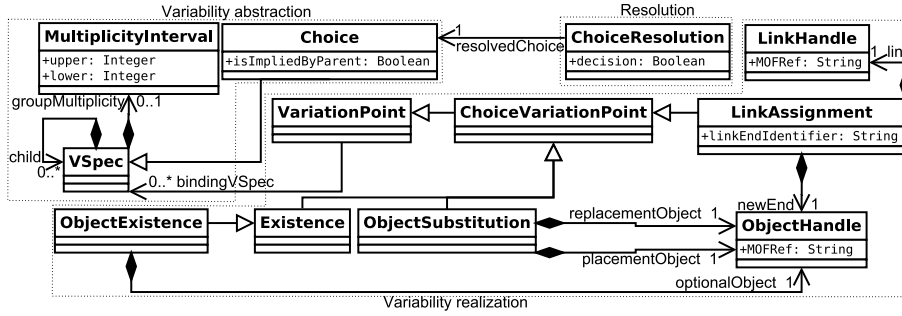 Variability abstraction
Resolution
MultiplicityInterval
+upper: Integer
+lower: Integer
Choice
+isImpliedByParent: Boolean
1
resolvedChoice
ChoiceResolution
+decision: Boolean
LinkHandle
+MOFRef: String
1 lin
groupMultiplicity 0..1
VariationPoint
ChoiceVariationPoint
LinkAssignment
+linkEndIdentifier: String
child
0..*
VSpec
0..* bindingVSpec
newEnd 1
ObjectExistence
Existence
ObjectSubstitution
replacementObject 1
placementObject 1
ObjectHandle
+MOFRef: String
optionalObject 1
Variability realization